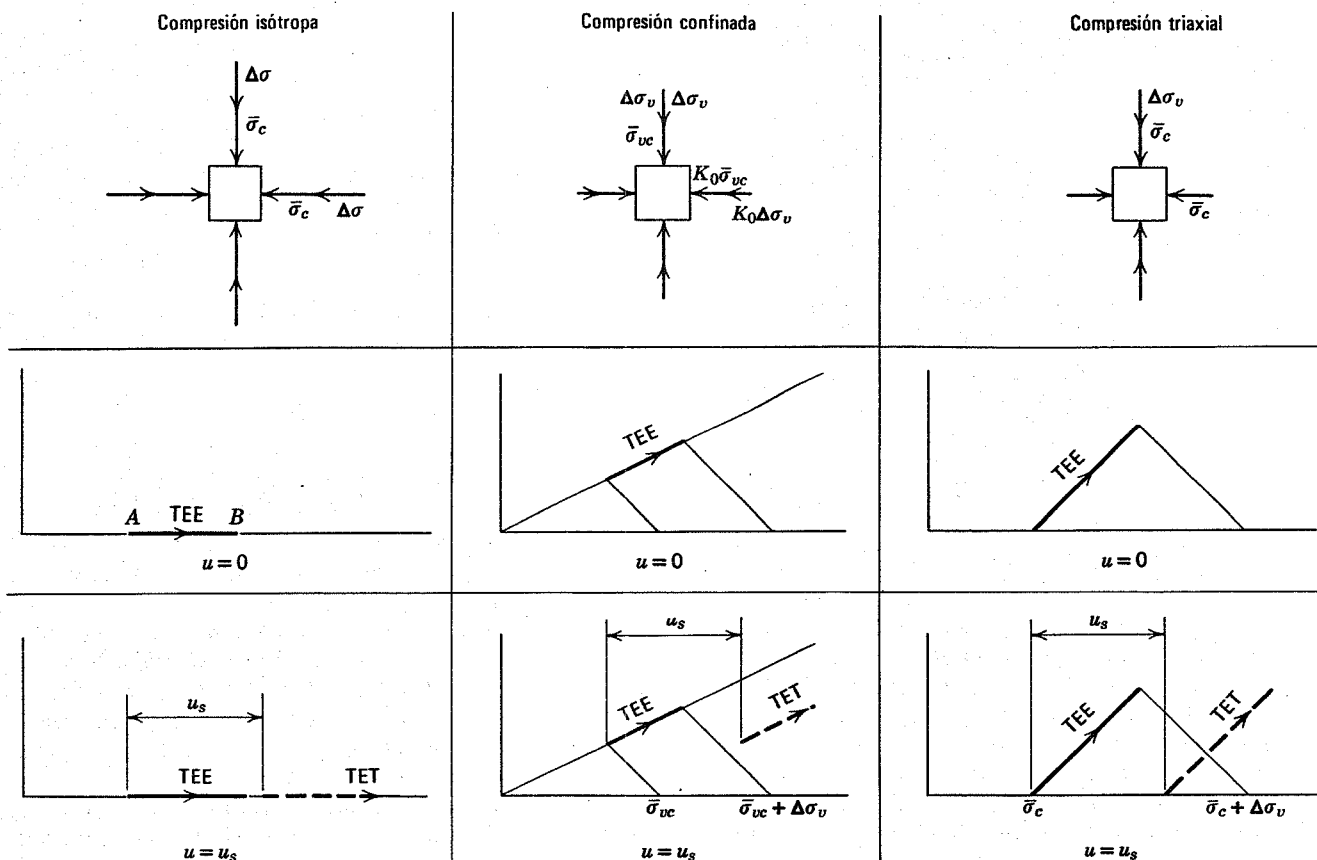 Compresión isótropa
Δσ
σ̄c
σ̄c Δσ
Compresión confinada
Δσv Δσv
σ̄vc
K0σ̄vc
K0Δσv
Compresión triaxial
Δσv
σ̄c
σ̄c
A TEE B
u = 0
TEE
u = 0
TEE
u = 0
us
TEE TET
u = us
us
TEE TET
σ̄vc σ̄vc + Δσv
u = us
us
TEE TET
σ̄c σ̄c + Δσv
u = us